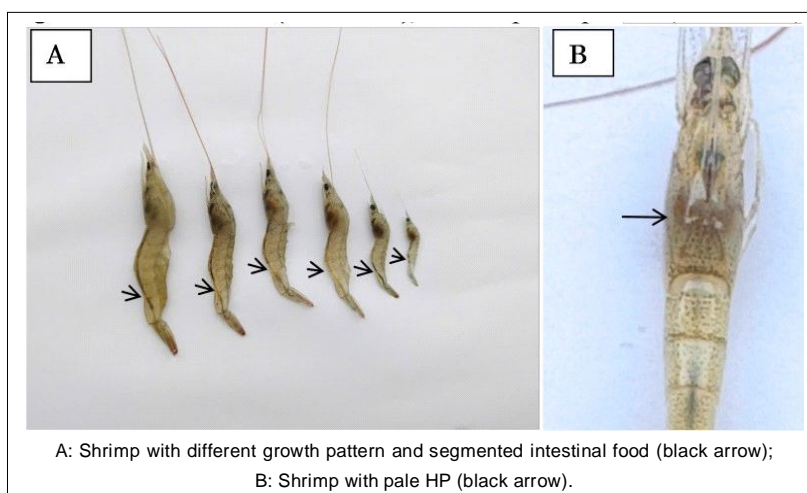 A
B
A: Shrimp with different growth pattern and segmented intestinal food (black arrow);
B: Shrimp with pale HP (black arrow).